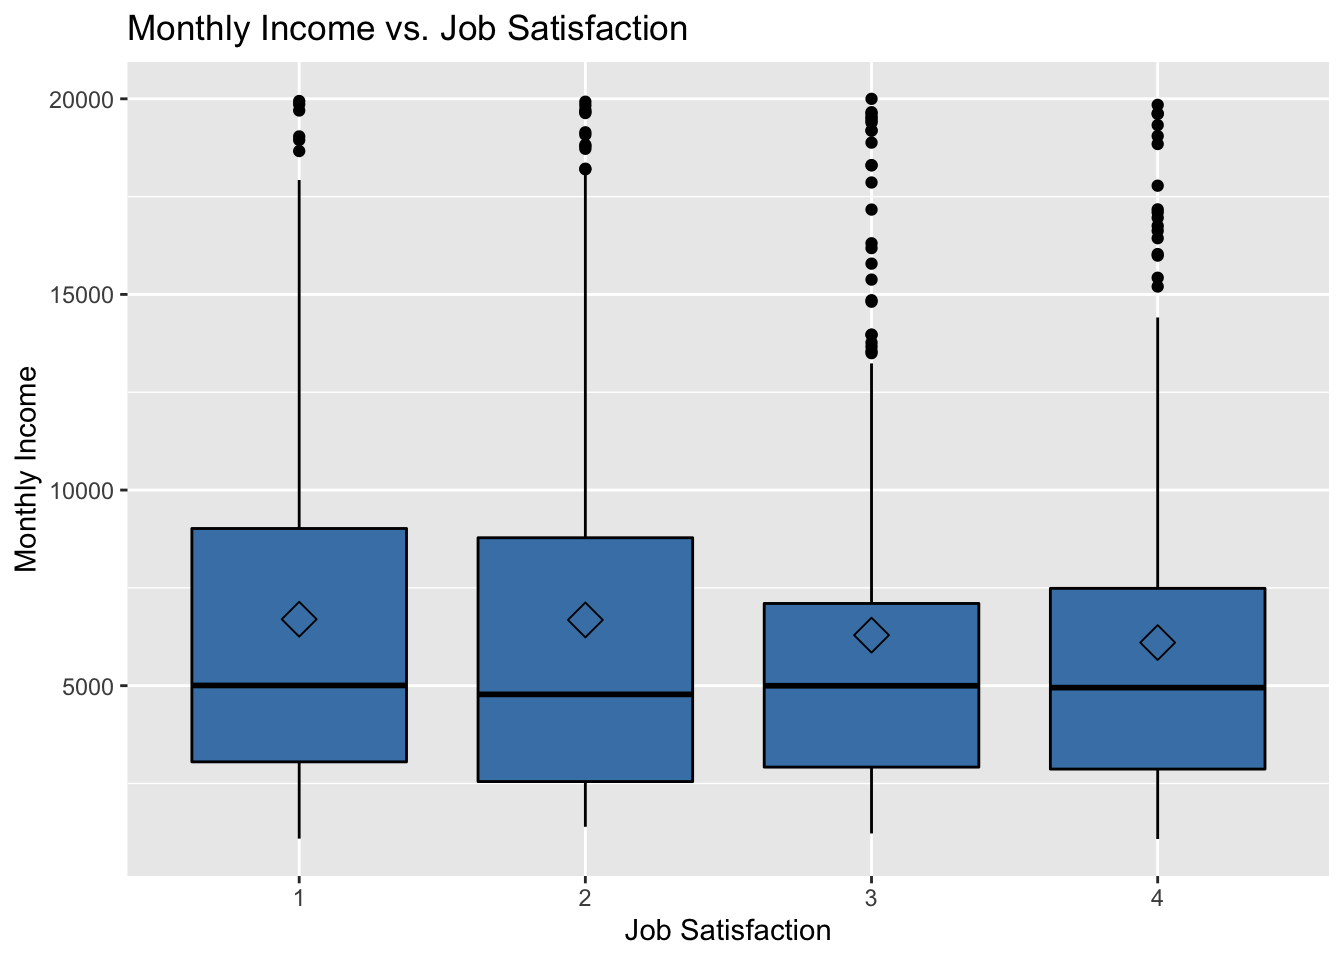 Monthly Income vs. Job Satisfaction
20000
15000
10000
5000
Monthly Income
1 2 3 4
Job Satisfaction